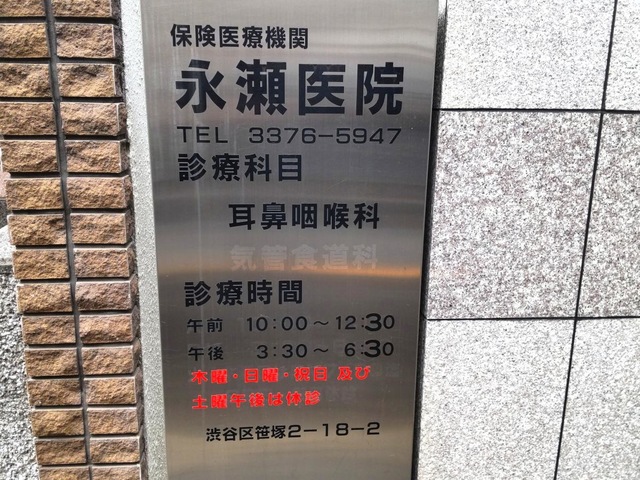 保険医療機関
永瀬医院
TEL 3376-5947
診療科目
耳鼻咽喉科
気管食道科
診療時間
午前 10:00〜12:30
午後 3:30〜6:30
木曜・日曜・祝日 及び
土曜午後は休診
渋谷区笹塚2-18-2